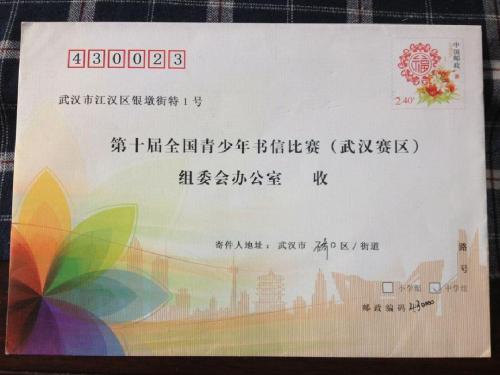 430023
中国邮政
2.40
武汉市江汉区银墩街特1号
第十届全国青少年书信比赛(武汉赛区)
组委会办公室 收
寄件人地址:武汉市 硚口区/街道
路
号
小学组 中学组
邮政编码 430000